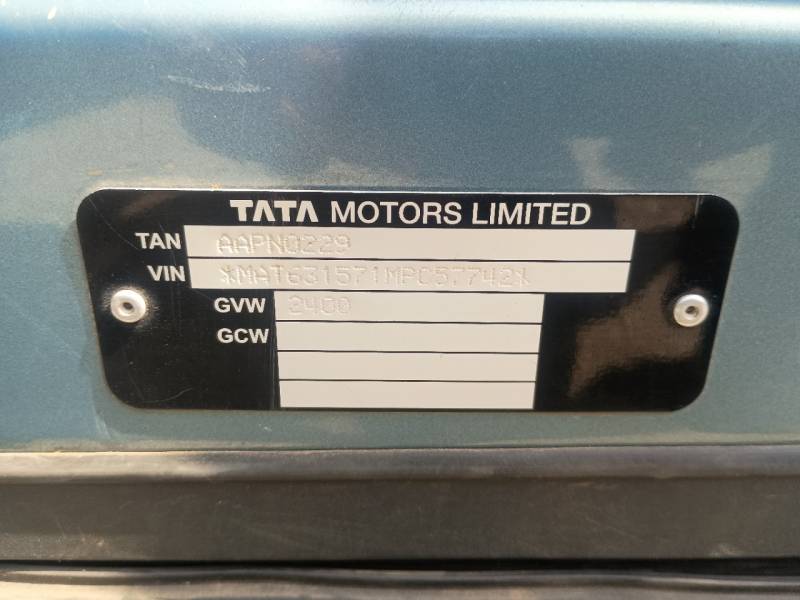 TATA MOTORS LIMITED
TAN AAPN0229
VIN *MAT631571MPC57742*
GVW 2400
GCW